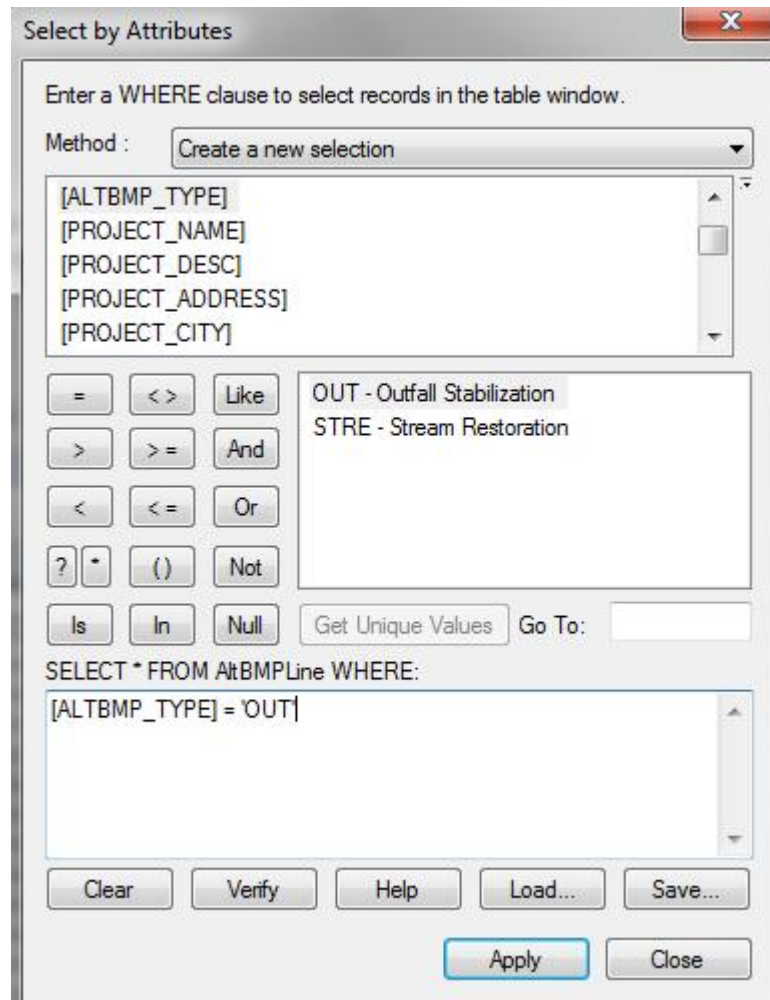 Select by Attributes
Enter a WHERE clause to select records in the table window.
Method : Create a new selection
[ALTBMP_TYPE]
[PROJECT_NAME]
[PROJECT_DESC]
[PROJECT_ADDRESS]
[PROJECT_CITY]
= < > Like
> > = And
< < = Or
? * ( ) Not
Is In Null
OUT - Outfall Stabilization
STRE - Stream Restoration
Get Unique Values Go To:
SELECT * FROM AltBMPLine WHERE:
[ALTBMP_TYPE] = 'OUT'
Clear Verify Help Load... Save...
Apply Close